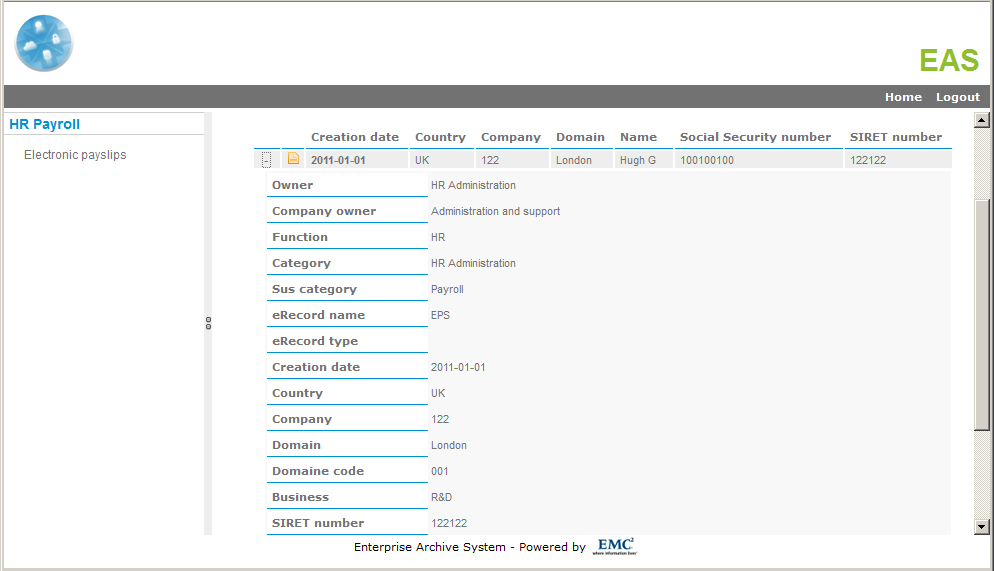 EAS
Home Logout
HR Payroll
Electronic payslips
Creation date Country Company Domain Name Social Security number SIRET number
- 2011-01-01 UK 122 London Hugh G 100100100 122122
Owner HR Administration
Company owner Administration and support
Function HR
Category HR Administration
Sus category Payroll
eRecord name EPS
eRecord type
Creation date 2011-01-01
Country UK
Company 122
Domain London
Domaine code 001
Business R&D
SIRET number 122122
Enterprise Archive System - Powered by EMC²
where information lives